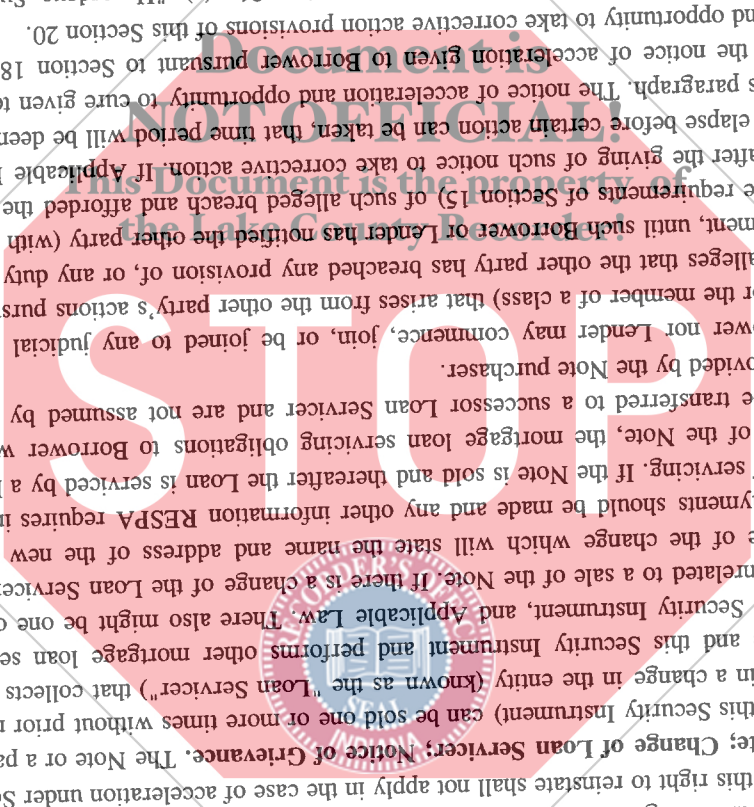 this right to reinstate shall not apply in the case of acceleration under Se
te; Change of Loan Servicer; Notice of Grievance. The Note or a pa
this Security Instrument) can be sold one or more times without prior n
in a change in the entity (known as the "Loan Servicer") that collects
and this Security Instrument and performs other mortgage loan se
Security Instrument, and Applicable Law. There also might be one o
nrelated to a sale of the Note. If there is a change of the Loan Servicer
e of the change which will state the name and address of the new
yments should be made and any other information RESPA requires in
servicing. If the Note is sold and thereafter the Loan is serviced by a
of the Note, the mortgage loan servicing obligations to Borrower w
e transferred to a successor Loan Servicer and are not assumed by
ovided by the Note purchaser.
ower nor Lender may commence, join, or be joined to any judicial
or the member of a class) that arises from the other party's actions purs
alleges that the other party has breached any provision of, or any duty
ment, until such Borrower or Lender has notified the other party (with
e requirements of Section 15) of such alleged breach and afforded the
after the giving of such notice to take corrective action. If Applicable
elapse before certain action can be taken, that time period will be deem
s paragraph. The notice of acceleration and opportunity to cure given to
the notice of acceleration given to Borrower pursuant to Section 18
nd opportunity to take corrective action provisions of this Section 20.
Document is
NOT OFFICIAL!
This Document is the property of
the Lake County Recorder!
STOP
RECORDER'S OFFICE
SEAL
INDIANA